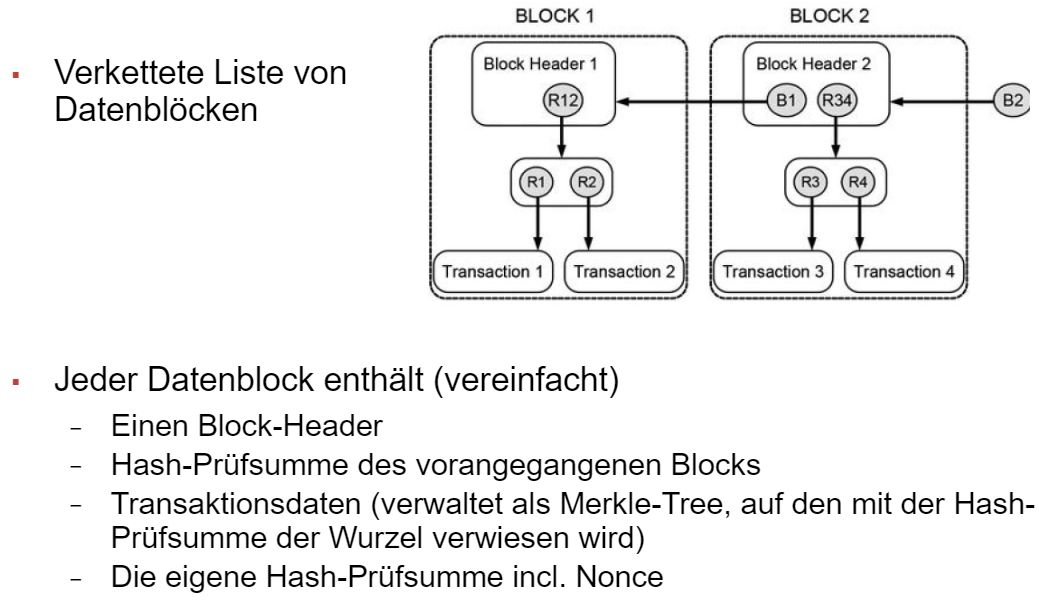 BLOCK 1
BLOCK 2
▪ Verkettete Liste von
Datenblöcken
Block Header 1
Block Header 2
R12
B1
R34
B2
R1
R2
R3
R4
Transaction 1
Transaction 2
Transaction 3
Transaction 4
▪ Jeder Datenblock enthält (vereinfacht)
– Einen Block-Header
– Hash-Prüfsumme des vorangegangenen Blocks
– Transaktionsdaten (verwaltet als Merkle-Tree, auf den mit der Hash-
Prüfsumme der Wurzel verwiesen wird)
– Die eigene Hash-Prüfsumme incl. Nonce